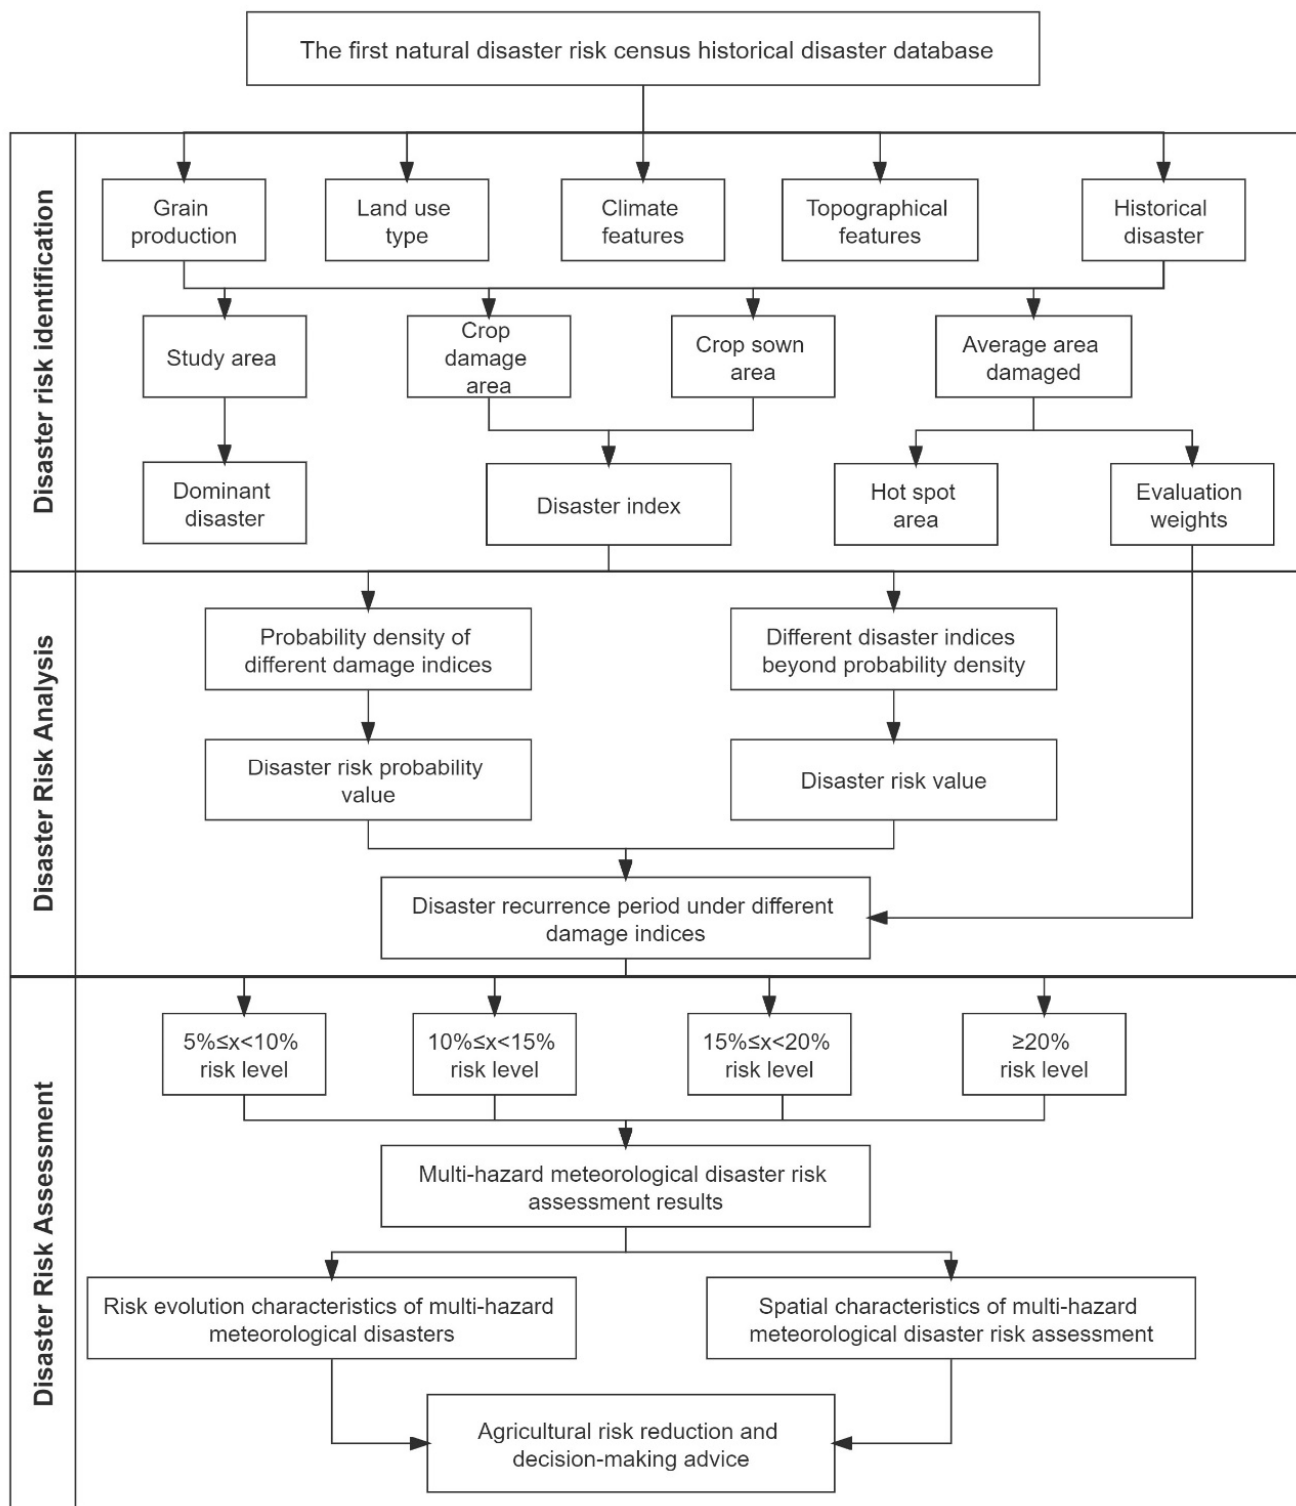 The first natural disaster risk census historical disaster database
Disaster risk identification
Grain
production
Land use
type
Climate
features
Topographical
features
Historical
disaster
Study area
Crop
damage
area
Crop sown
area
Average area
damaged
Dominant
disaster
Disaster index
Hot spot
area
Evaluation
weights
Disaster Risk Analysis
Probability density of
different damage indices
Different disaster indices
beyond probability density
Disaster risk probability
value
Disaster risk value
Disaster recurrence period under different
damage indices
Disaster Risk Assessment
5%≤x<10%
risk level
10%≤x<15%
risk level
15%≤x<20%
risk level
≥20%
risk level
Multi-hazard meteorological disaster risk
assessment results
Risk evolution characteristics of multi-hazard
meteorological disasters
Spatial characteristics of multi-hazard
meteorological disaster risk assessment
Agricultural risk reduction and
decision-making advice